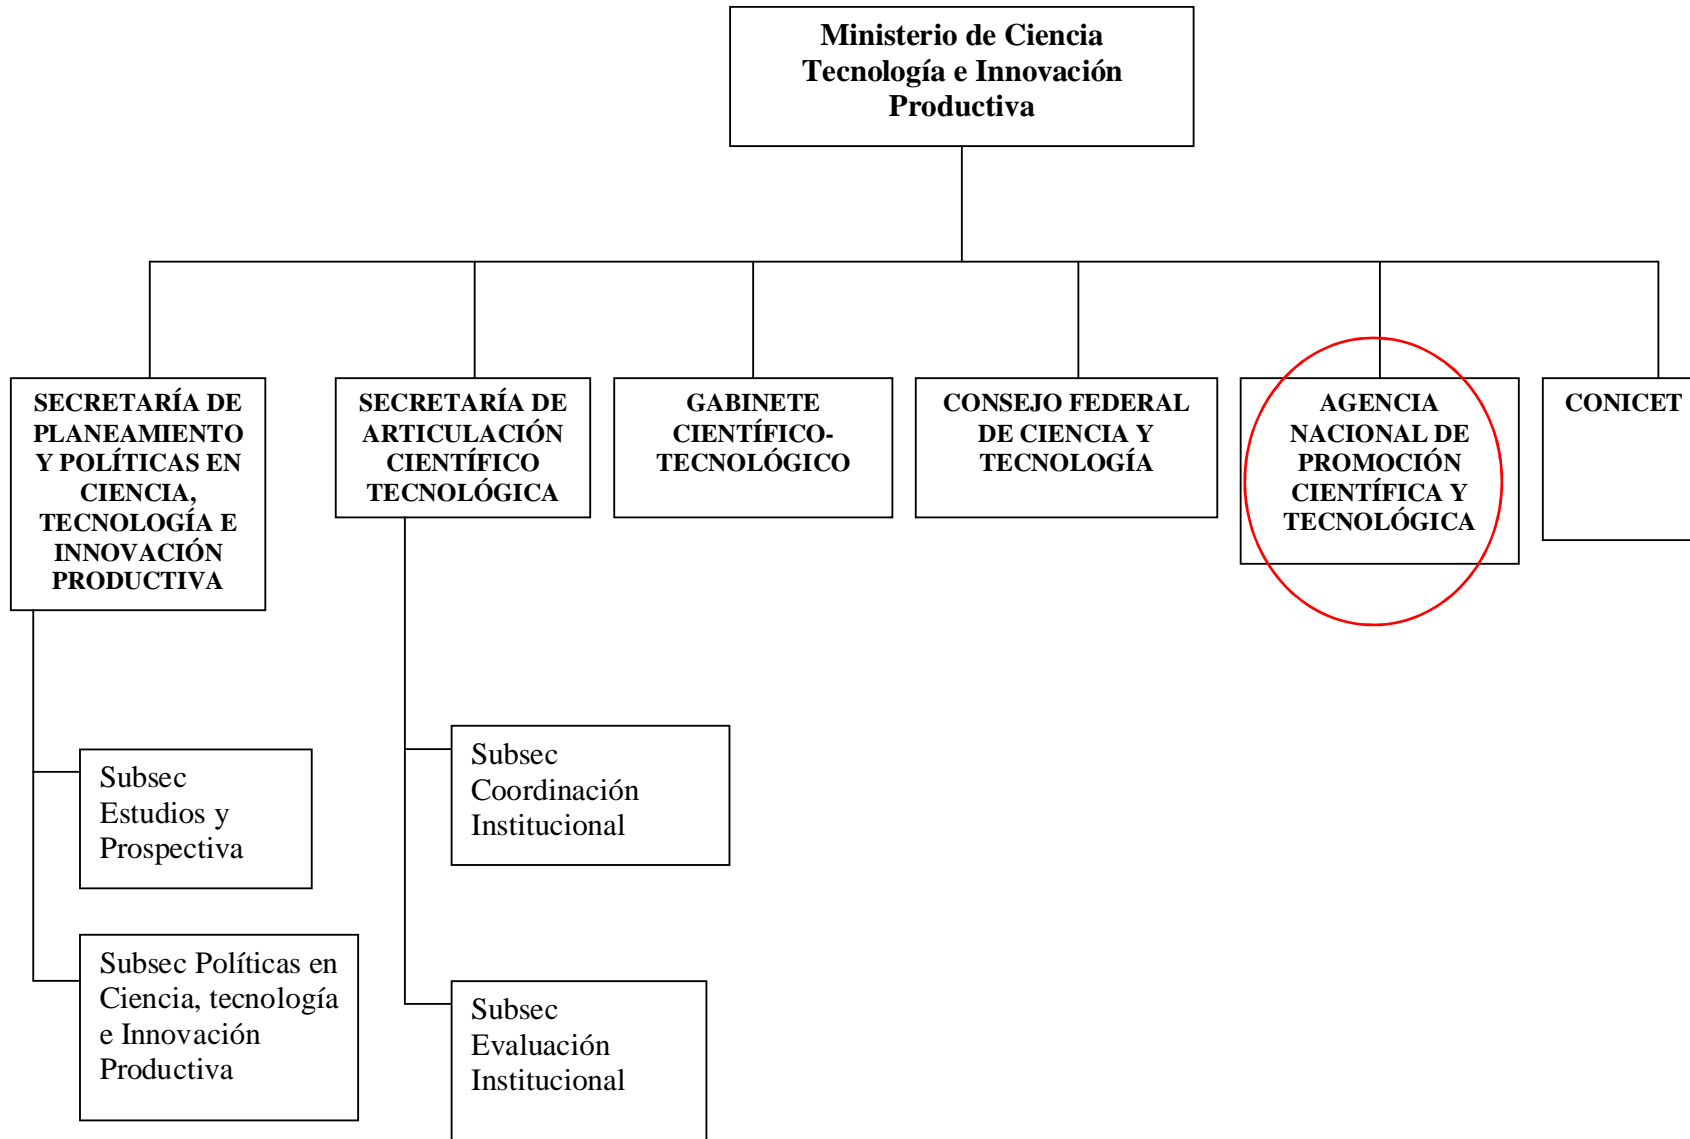 Ministerio de Ciencia
Tecnología e Innovación
Productiva
SECRETARÍA DE
PLANEAMIENTO
Y POLÍTICAS EN
CIENCIA,
TECNOLOGÍA E
INNOVACIÓN
PRODUCTIVA
SECRETARÍA DE
ARTICULACIÓN
CIENTÍFICO
TECNOLÓGICA
GABINETE
CIENTÍFICO-
TECNOLÓGICO
CONSEJO FEDERAL
DE CIENCIA Y
TECNOLOGÍA
AGENCIA
NACIONAL DE
PROMOCIÓN
CIENTÍFICA Y
TECNOLÓGICA
CONICET
Subsec
Estudios y
Prospectiva
Subsec Políticas en
Ciencia, tecnología
e Innovación
Productiva
Subsec
Coordinación
Institucional
Subsec
Evaluación
Institucional